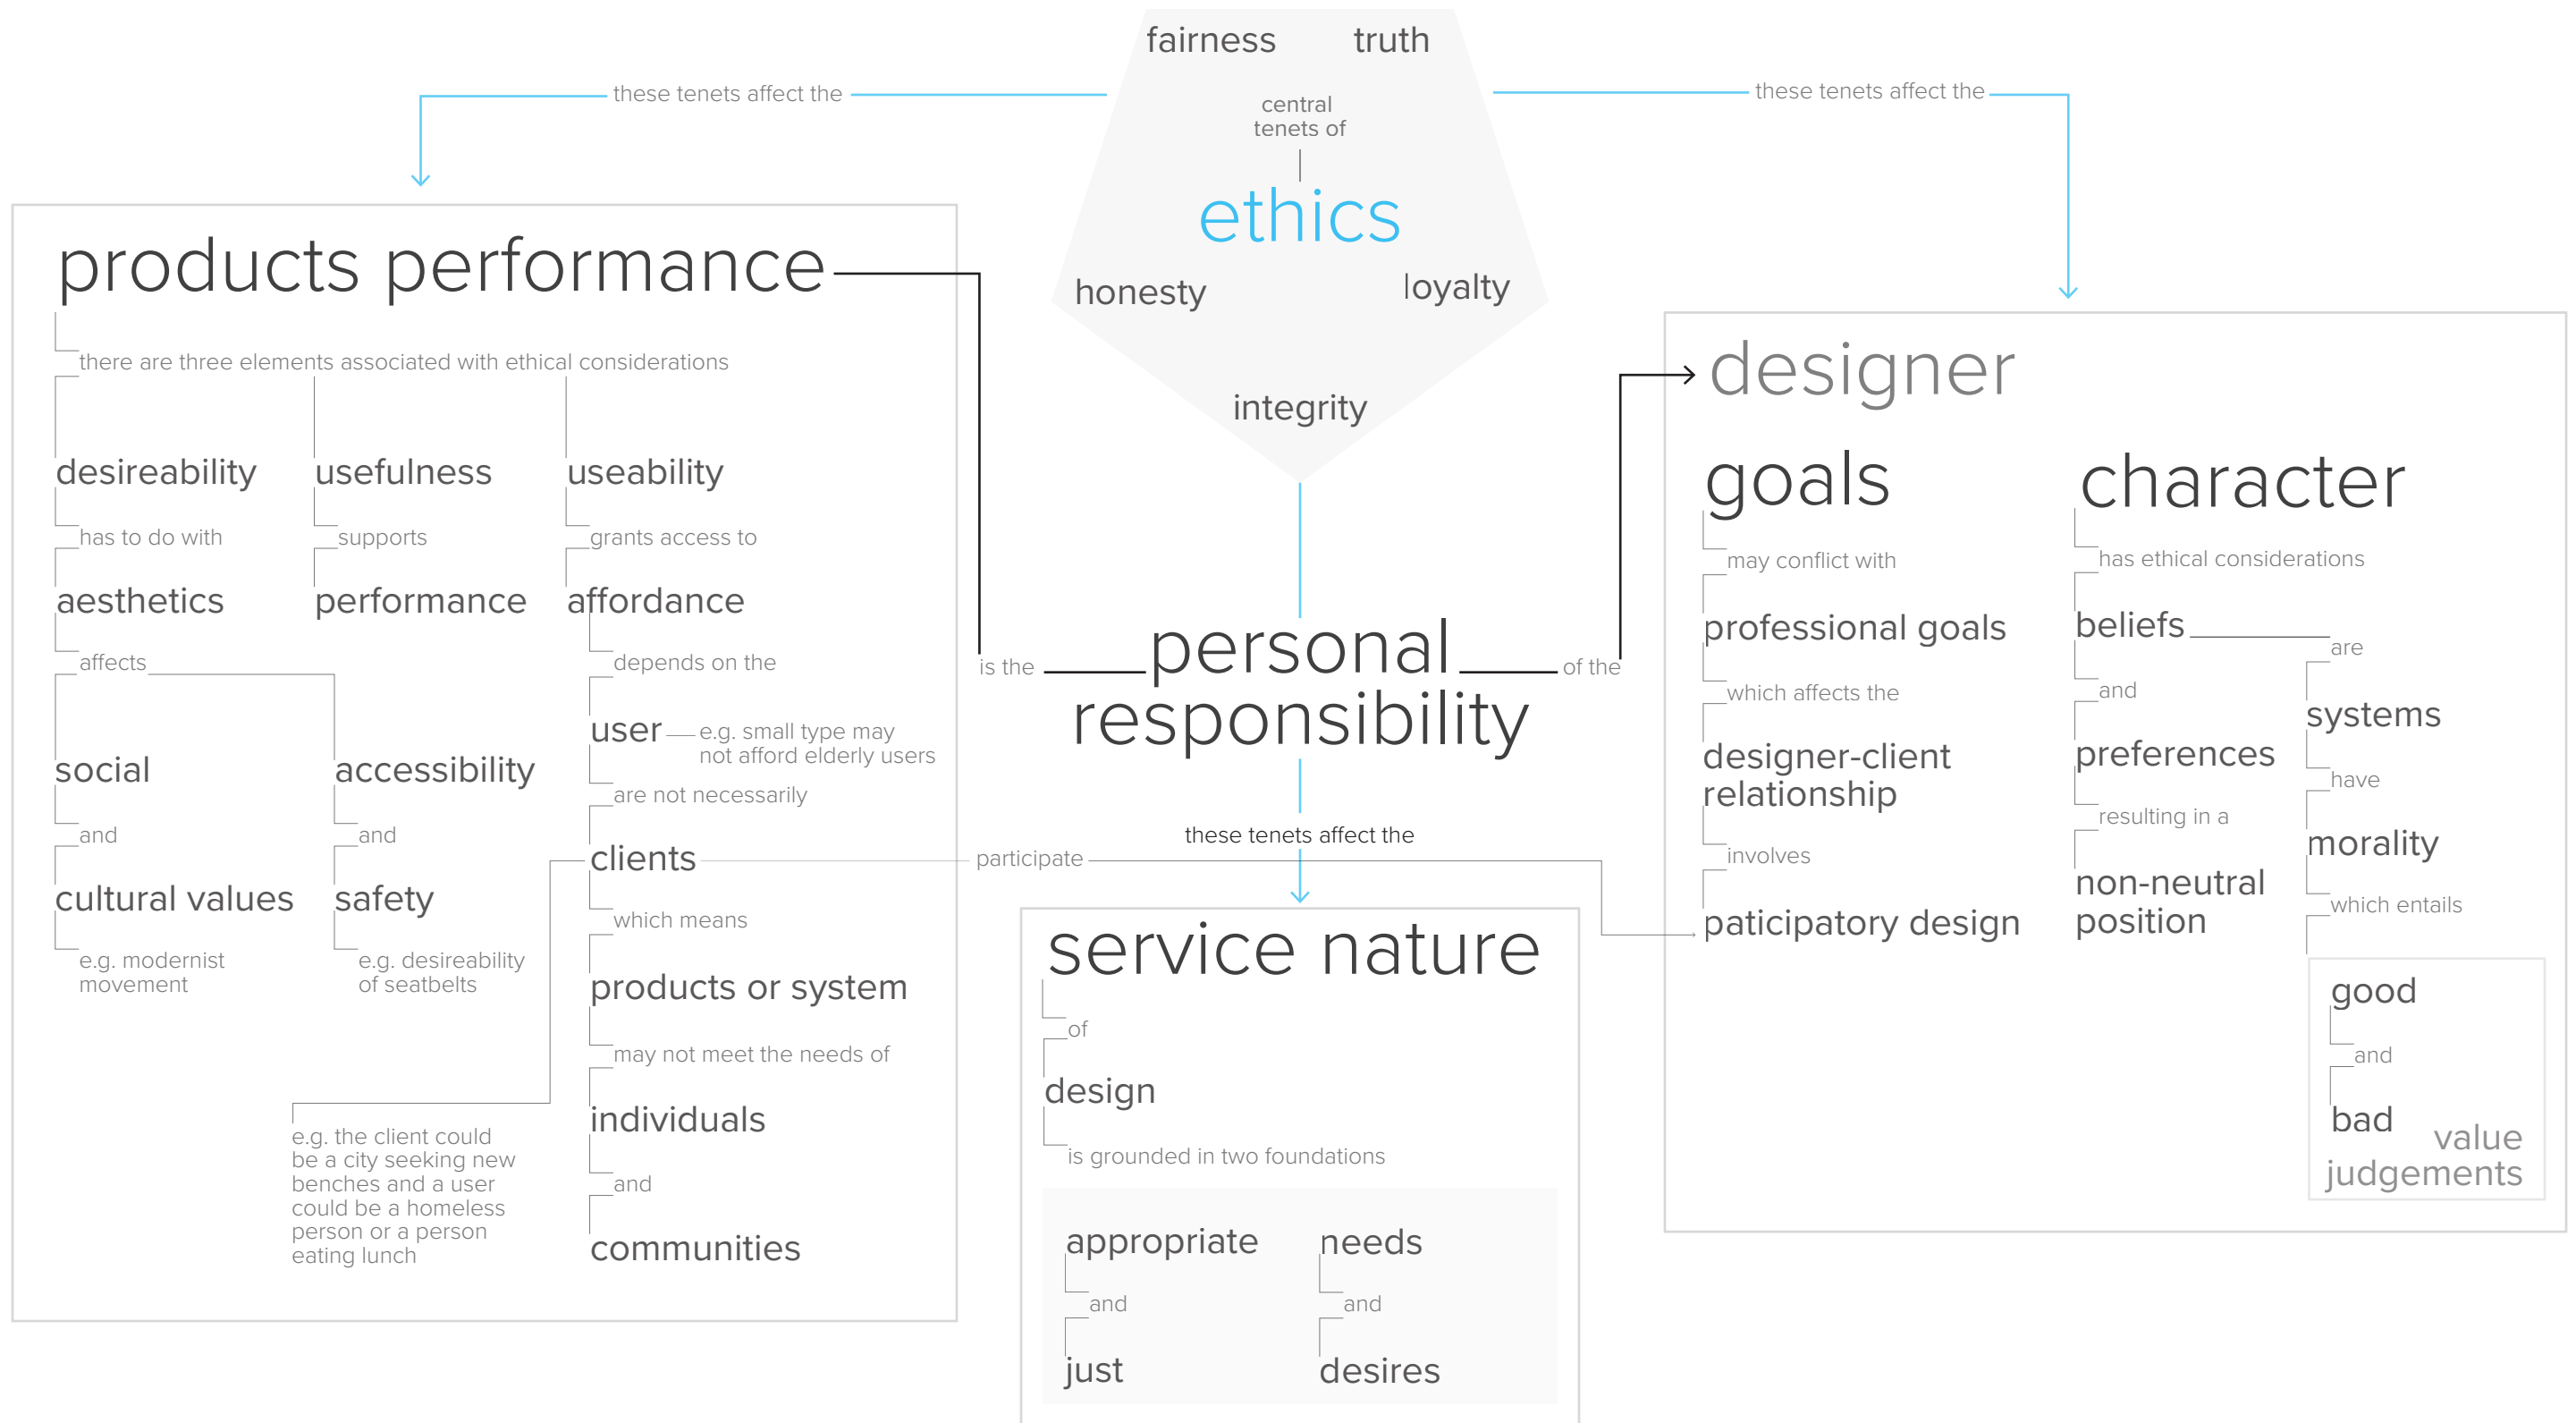 fairness
truth
central
tenets of
ethics
honesty
loyalty
integrity
these tenets affect the
these tenets affect the
products performance
there are three elements associated with ethical considerations
desireability
has to do with
aesthetics
affects
social
and
cultural values
e.g. modernist
movement
accessibility
and
safety
e.g. desireability
of seatbelts
usefulness
supports
performance
useability
grants access to
affordance
depends on the
user
e.g. small type may
not afford elderly users
are not necessarily
clients
which means
products or system
may not meet the needs of
individuals
and
communities
e.g. the client could
be a city seeking new
benches and a user
could be a homeless
person or a person
eating lunch
is the
personal
responsibility
of the
these tenets affect the
participate
service nature
of
design
is grounded in two foundations
appropriate
and
just
needs
and
desires
designer
goals
may conflict with
professional goals
which affects the
designer-client
relationship
involves
paticipatory design
character
has ethical considerations
beliefs
and
preferences
resulting in a
non-neutral
position
are
systems
have
morality
which entails
good
and
bad
value
judgements